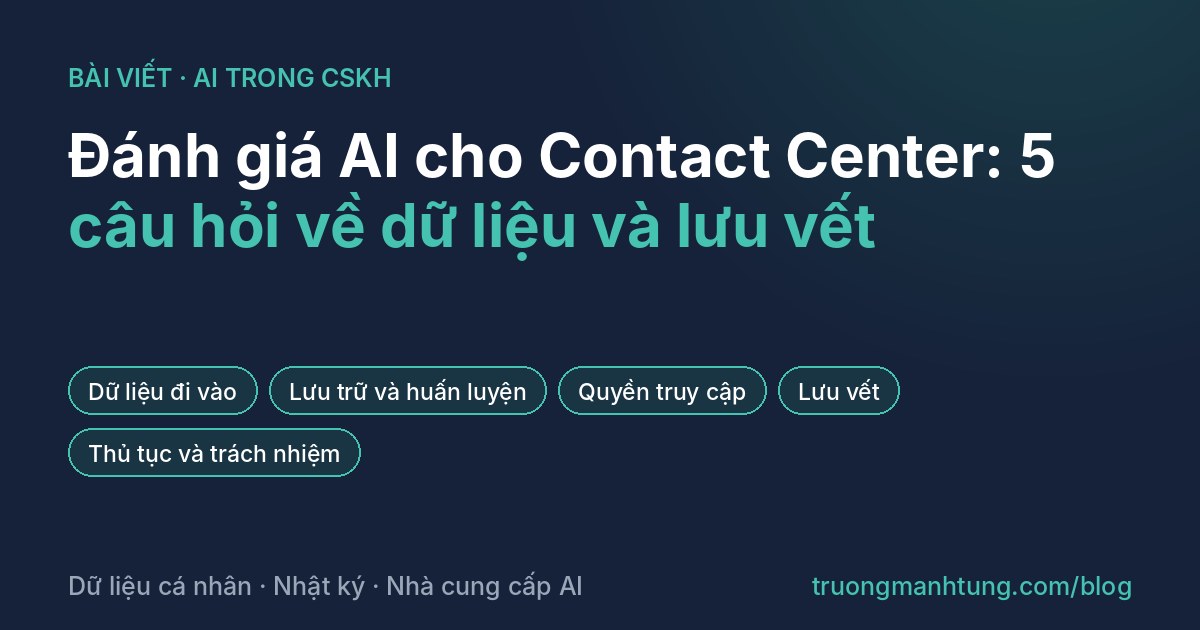 BÀI VIẾT · AI TRONG CSKH
Đánh giá AI cho Contact Center: 5
câu hỏi về dữ liệu và lưu vết
Dữ liệu đi vào
Lưu trữ và huấn luyện
Quyền truy cập
Lưu vết
Thủ tục và trách nhiệm
Dữ liệu cá nhân · Nhật ký · Nhà cung cấp AI
truongmanhtung.com/blog